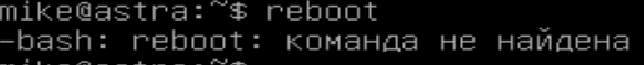 mike@astra:~$ reboot
-bash: reboot: команда не найдена